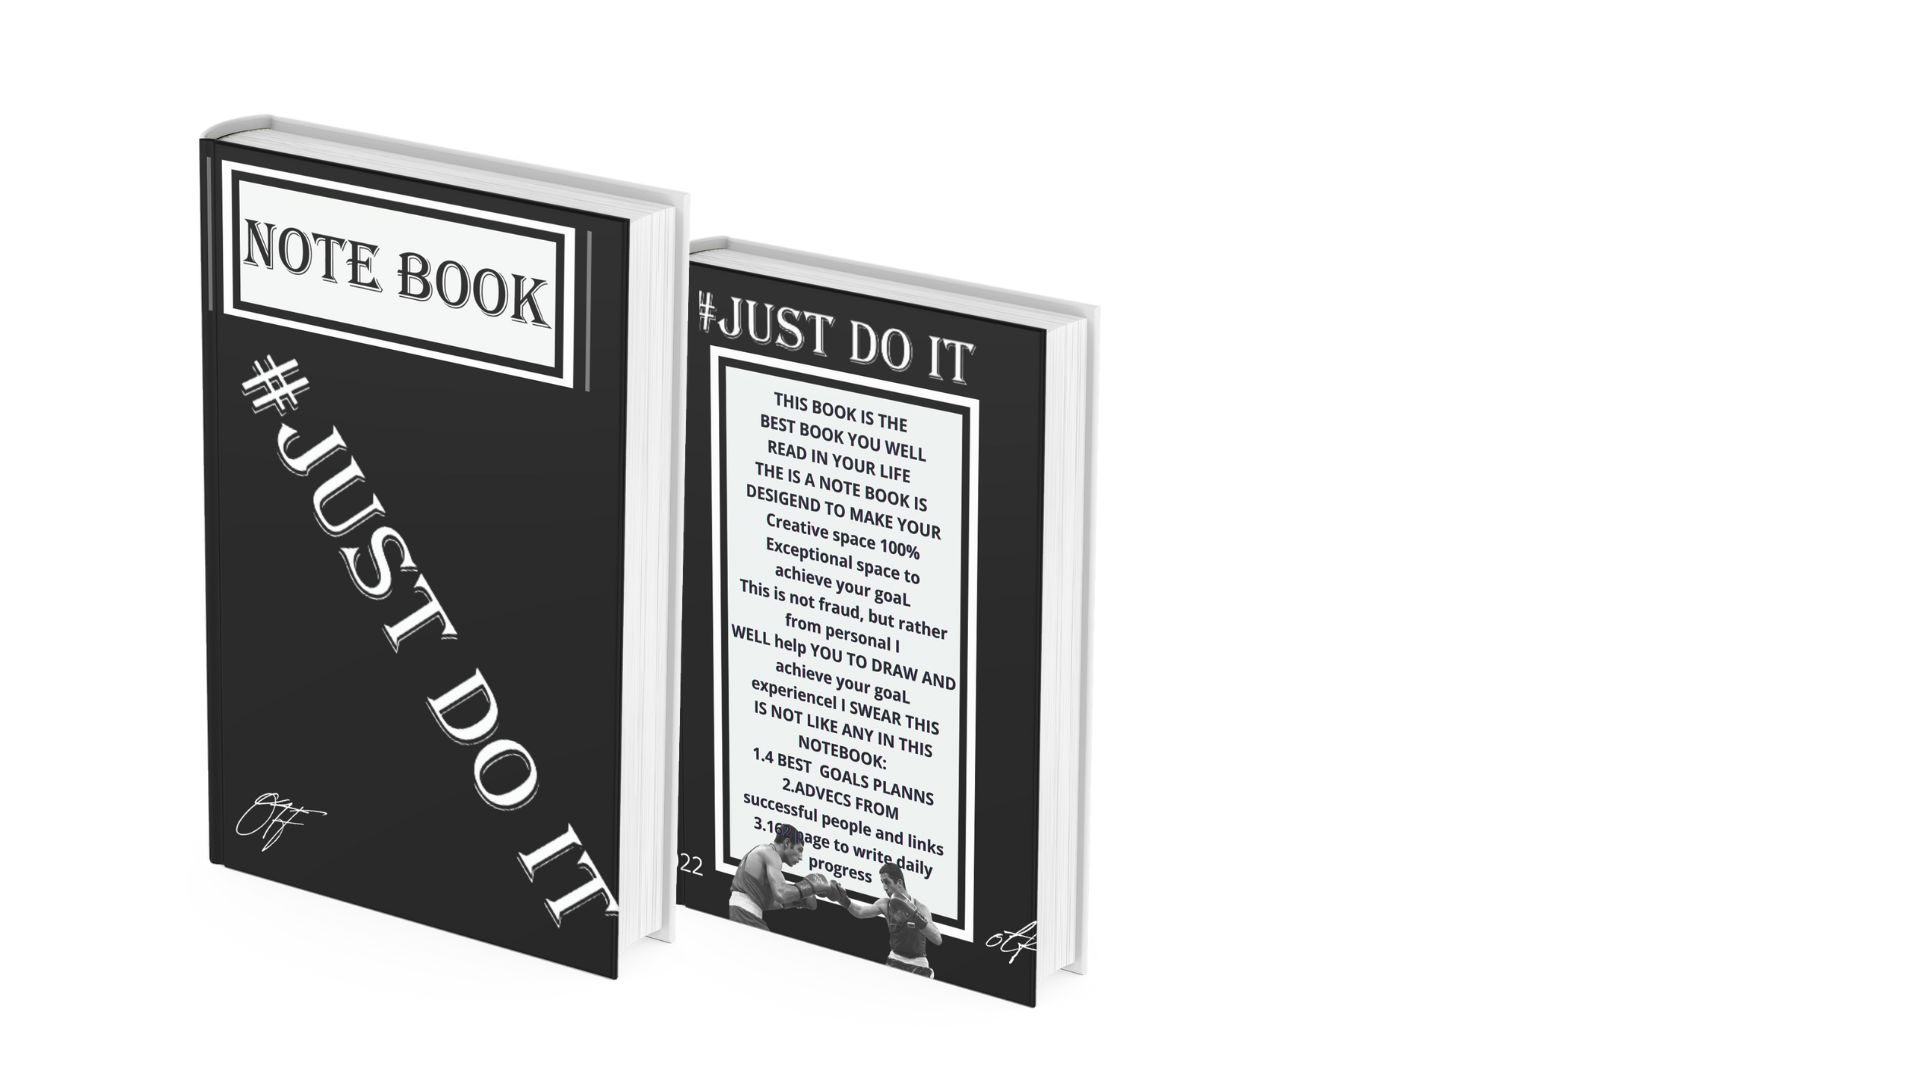 NOTE BOOK
#JUST DO IT
#JUST DO IT
THIS BOOK IS THE
BEST BOOK YOU WELL
READ IN YOUR LIFE
THE IS A NOTE BOOK IS
DESIGEND TO MAKE YOUR
Creative space 100%
Exceptional space to
achieve your goaL
This is not fraud, but rather
from personal I
WELL help YOU TO DRAW AND
achieve your goaL
experiencel I SWEAR THIS
IS NOT LIKE ANY IN THIS
NOTEBOOK:
1.4 BEST GOALS PLANNS
2.ADVECS FROM
successful people and links
to write daily
progress
22